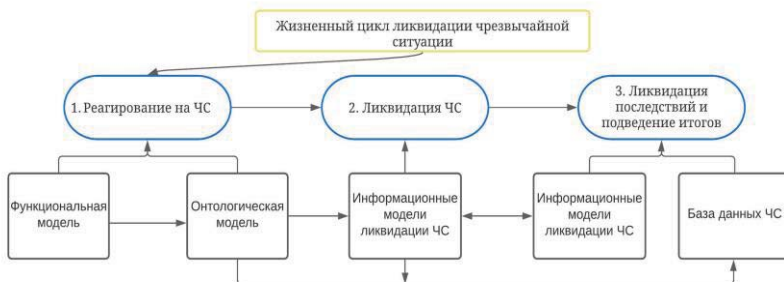 Жизненный цикл ликвидации чрезвычайной
ситуации
1. Реагирование на ЧС
2. Ликвидация ЧС
3. Ликвидация
последствий и
подведение итогов
Функциональная
модель
Онтологическая
модель
Информационные
модели
ликвидации ЧС
Информационные
модели
ликвидации ЧС
База данных ЧС